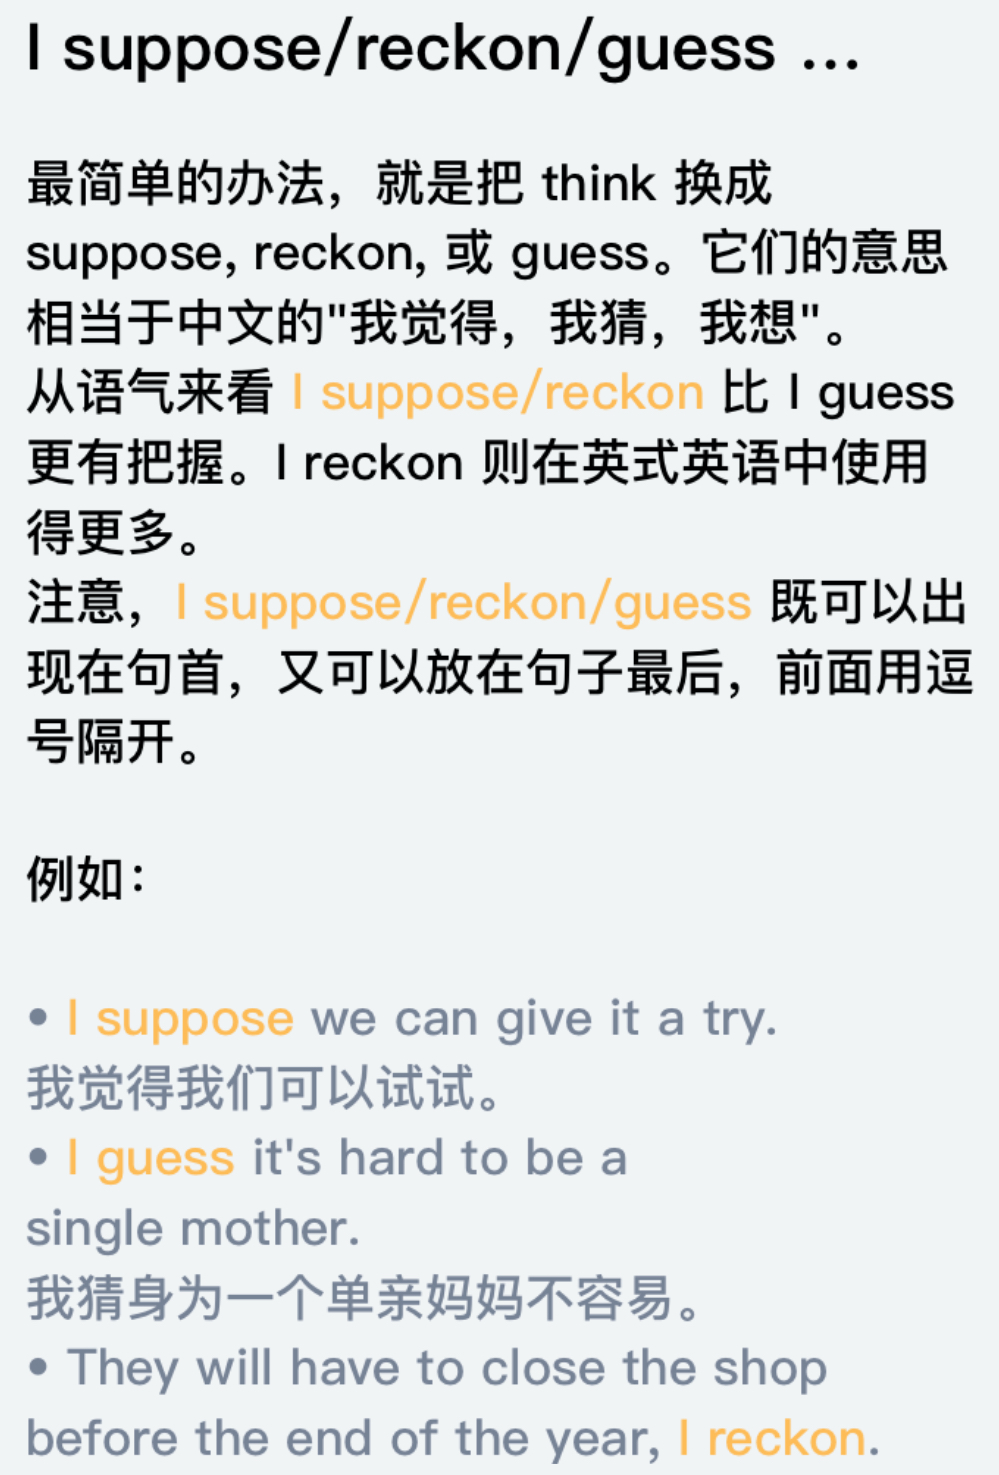 I suppose/reckon/guess ...
最简单的办法，就是把 think 换成
suppose, reckon, 或 guess。它们的意思
相当于中文的"我觉得，我猜，我想"。
从语气来看 I suppose/reckon 比 I guess
更有把握。I reckon 则在英式英语中使用
得更多。
注意，I suppose/reckon/guess 既可以出
现在句首，又可以放在句子最后，前面用逗
号隔开。
例如：
• I suppose we can give it a try.
我觉得我们可以试试。
• I guess it's hard to be a
single mother.
我猜身为一个单亲妈妈不容易。
• They will have to close the shop
before the end of the year, I reckon.